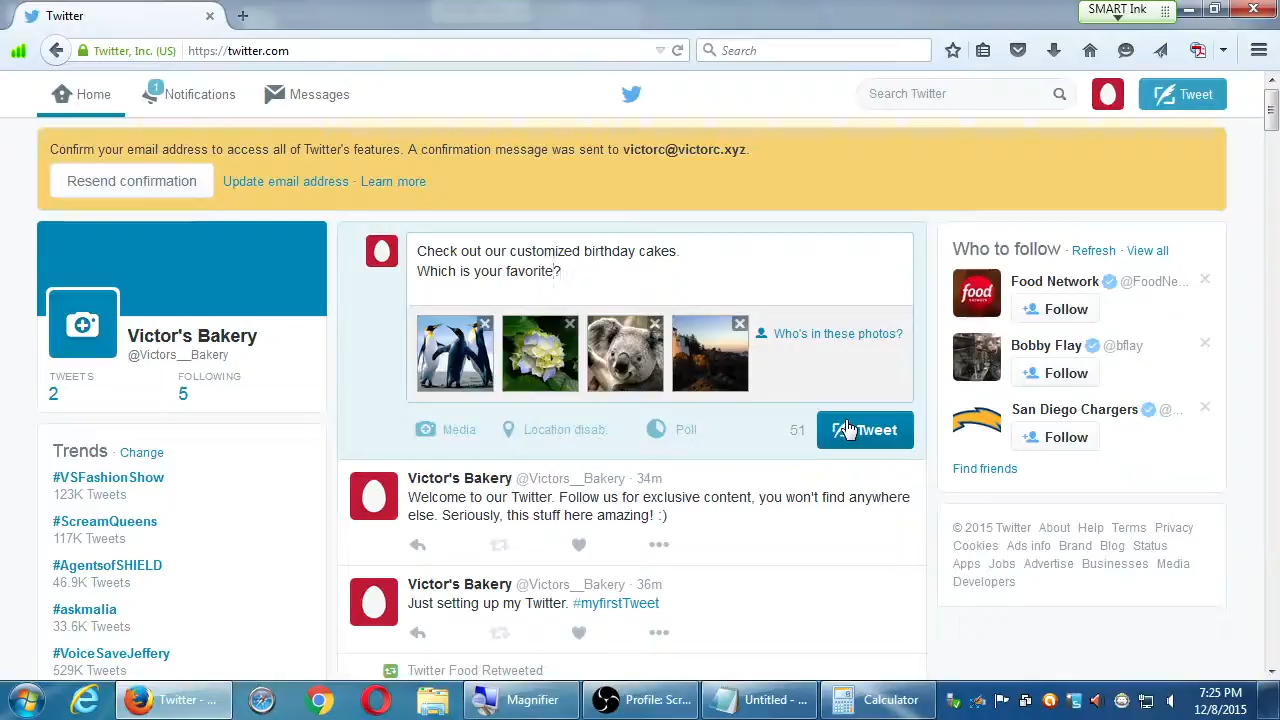 Twitter
SMART Ink
Twitter, Inc. (US)
https://twitter.com
Search
Home
1
Notifications
Messages
Search Twitter
Tweet
Confirm your email address to access all of Twitter's features. A confirmation message was sent to victorc@victorc.xyz.
Resend confirmation
Update email address · Learn more
Victor's Bakery
@Victors__Bakery
TWEETS
FOLLOWING
2
5
Trends · Change
#VSFashionShow
123K Tweets
#ScreamQueens
117K Tweets
#AgentsofSHIELD
46.9K Tweets
#askmalia
33.6K Tweets
#VoiceSaveJeffery
529K Tweets
Check out our customized birthday cakes.
Which is your favorite?
Who's in these photos?
Media
Location disab.
Poll
51
Tweet
Victor's Bakery @Victors__Bakery · 34m
Welcome to our Twitter. Follow us for exclusive content, you won't find anywhere
else. Seriously, this stuff here amazing! :)
Victor's Bakery @Victors__Bakery · 36m
Just setting up my Twitter. #myfirstTweet
Twitter Food Retweeted
Who to follow · Refresh · View all
food
Food Network @FoodNe...
Follow
Bobby Flay @bflay
Follow
San Diego Chargers @...
Follow
Find friends
© 2015 Twitter About Help Terms Privacy
Cookies Ads info Brand Blog Status
Apps Jobs Advertise Businesses Media
Developers
Twitter - ...
Magnifier
Profile: Scr...
Untitled - ...
Calculator
7:25 PM
12/8/2015